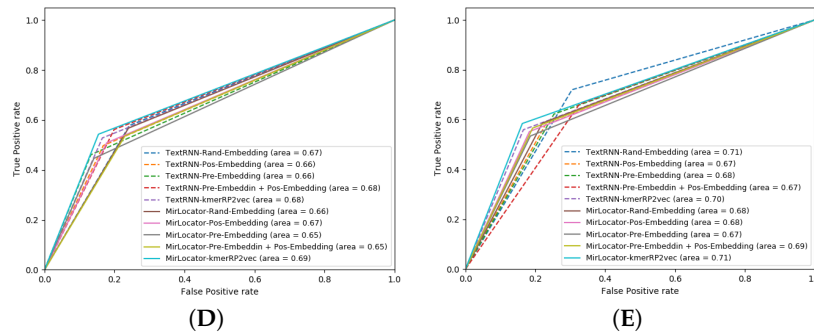 1.0
0.8
0.6
0.4
0.2
0.0
True Positive rate
TextRNN-Rand-Embedding (area = 0.67)
TextRNN-Pos-Embedding (area = 0.66)
TextRNN-Pre-Embedding (area = 0.66)
TextRNN-Pre-Embeddin + Pos-Embedding (area = 0.68)
TextRNN-kmerRP2vec (area = 0.68)
MirLocator-Rand-Embedding (area = 0.66)
MirLocator-Pos-Embedding (area = 0.67)
MirLocator-Pre-Embedding (area = 0.65)
MirLocator-Pre-Embeddin + Pos-Embedding (area = 0.65)
MirLocator-kmerRP2vec (area = 0.69)
0.0 0.2 0.4 0.6 0.8 1.0
False Positive rate
(D)
1.0
0.8
0.6
0.4
0.2
0.0
True Positive rate
TextRNN-Rand-Embedding (area = 0.71)
TextRNN-Pos-Embedding (area = 0.67)
TextRNN-Pre-Embedding (area = 0.68)
TextRNN-Pre-Embeddin + Pos-Embedding (area = 0.67)
TextRNN-kmerRP2vec (area = 0.70)
MirLocator-Rand-Embedding (area = 0.68)
MirLocator-Pos-Embedding (area = 0.68)
MirLocator-Pre-Embedding (area = 0.67)
MirLocator-Pre-Embeddin + Pos-Embedding (area = 0.69)
MirLocator-kmerRP2vec (area = 0.71)
0.0 0.2 0.4 0.6 0.8 1.0
False Positive rate
(E)